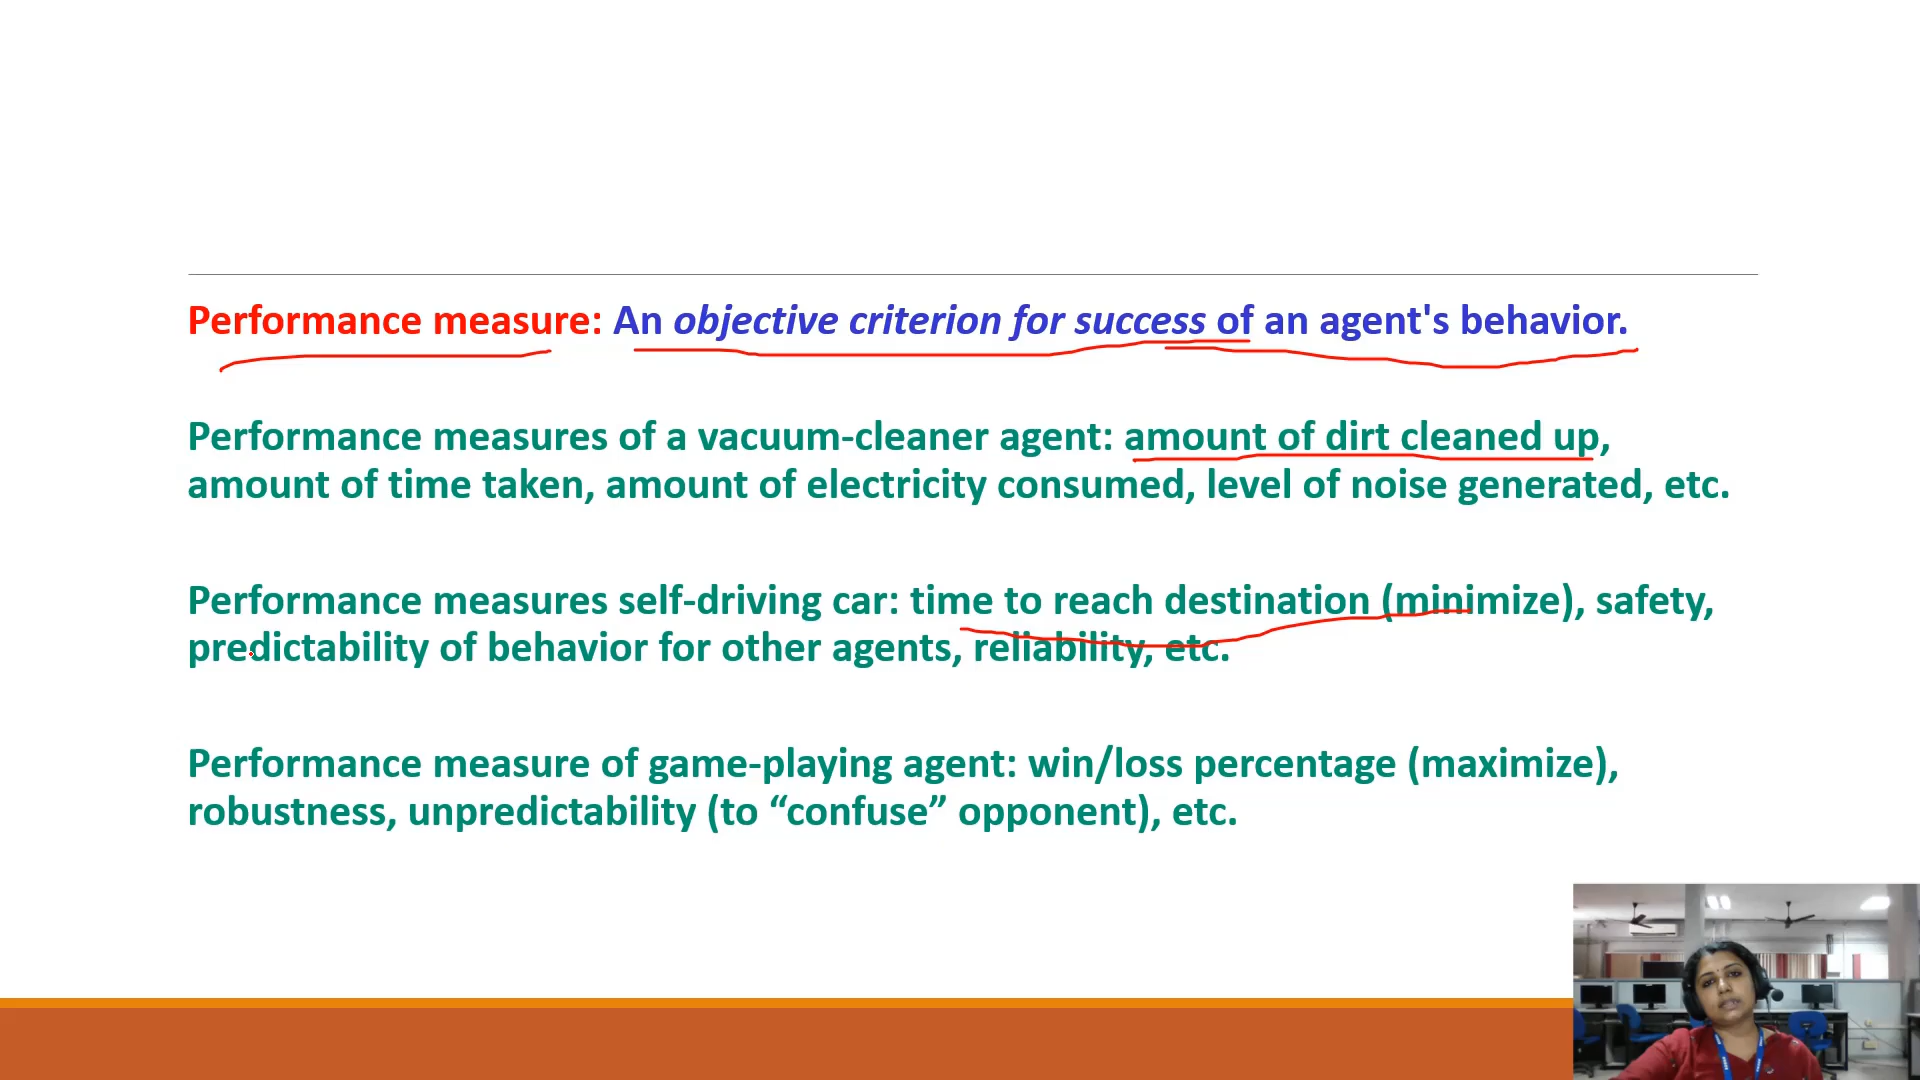 Performance measure: An objective criterion for success of an agent's behavior.
Performance measures of a vacuum-cleaner agent: amount of dirt cleaned up,
amount of time taken, amount of electricity consumed, level of noise generated, etc.
Performance measures self-driving car: time to reach destination (minimize), safety,
predictability of behavior for other agents, reliability, etc.
Performance measure of game-playing agent: win/loss percentage (maximize),
robustness, unpredictability (to “confuse” opponent), etc.